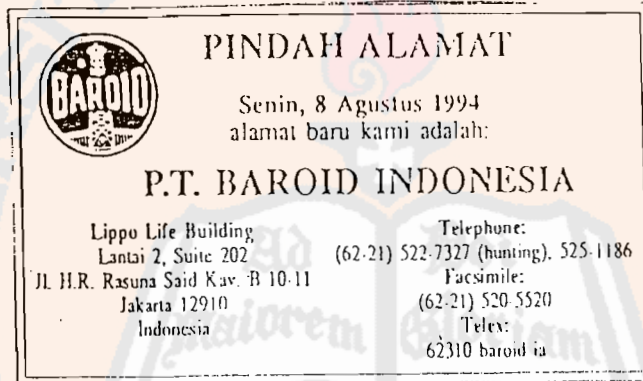 BAROID
PINDAH ALAMAT
Senin, 8 Agustus 1994
alamat baru kami adalah:
P.T. BAROID INDONESIA
Lippo Life Building
Lantai 2, Suite 202
Jl. H.R. Rasuna Said Kav. B 10-11
Jakarta 12910
Indonesia
Telephone:
(62-21) 522-7327 (hunting), 525-1186
Facsimile:
(62-21) 520-5520
Telex:
62310 baroid ia
Ad
maiorem